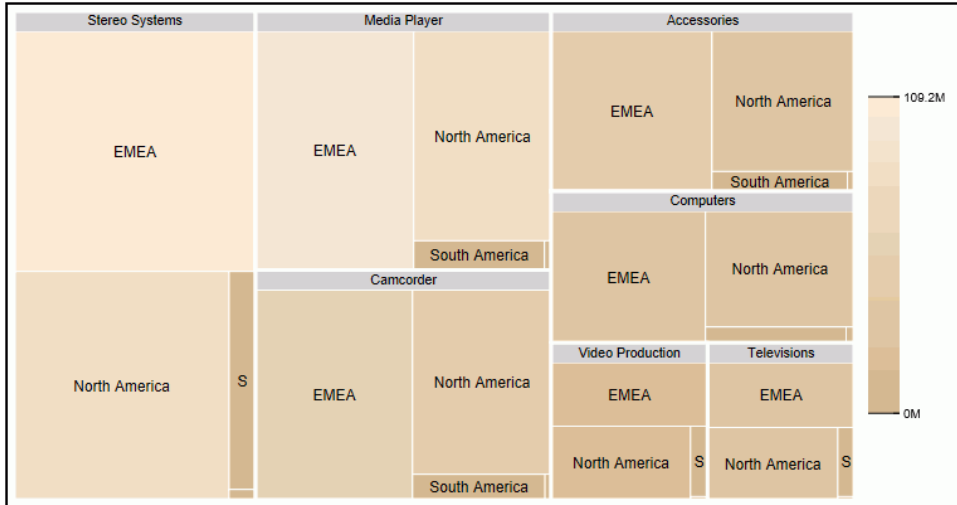 Stereo Systems
EMEA
North America
S
Media Player
EMEA
North America
South America
Camcorder
EMEA
North America
South America
Accessories
EMEA
North America
South America
Computers
EMEA
North America
Video Production
EMEA
North America
S
Televisions
EMEA
North America
S
109.2M
0M